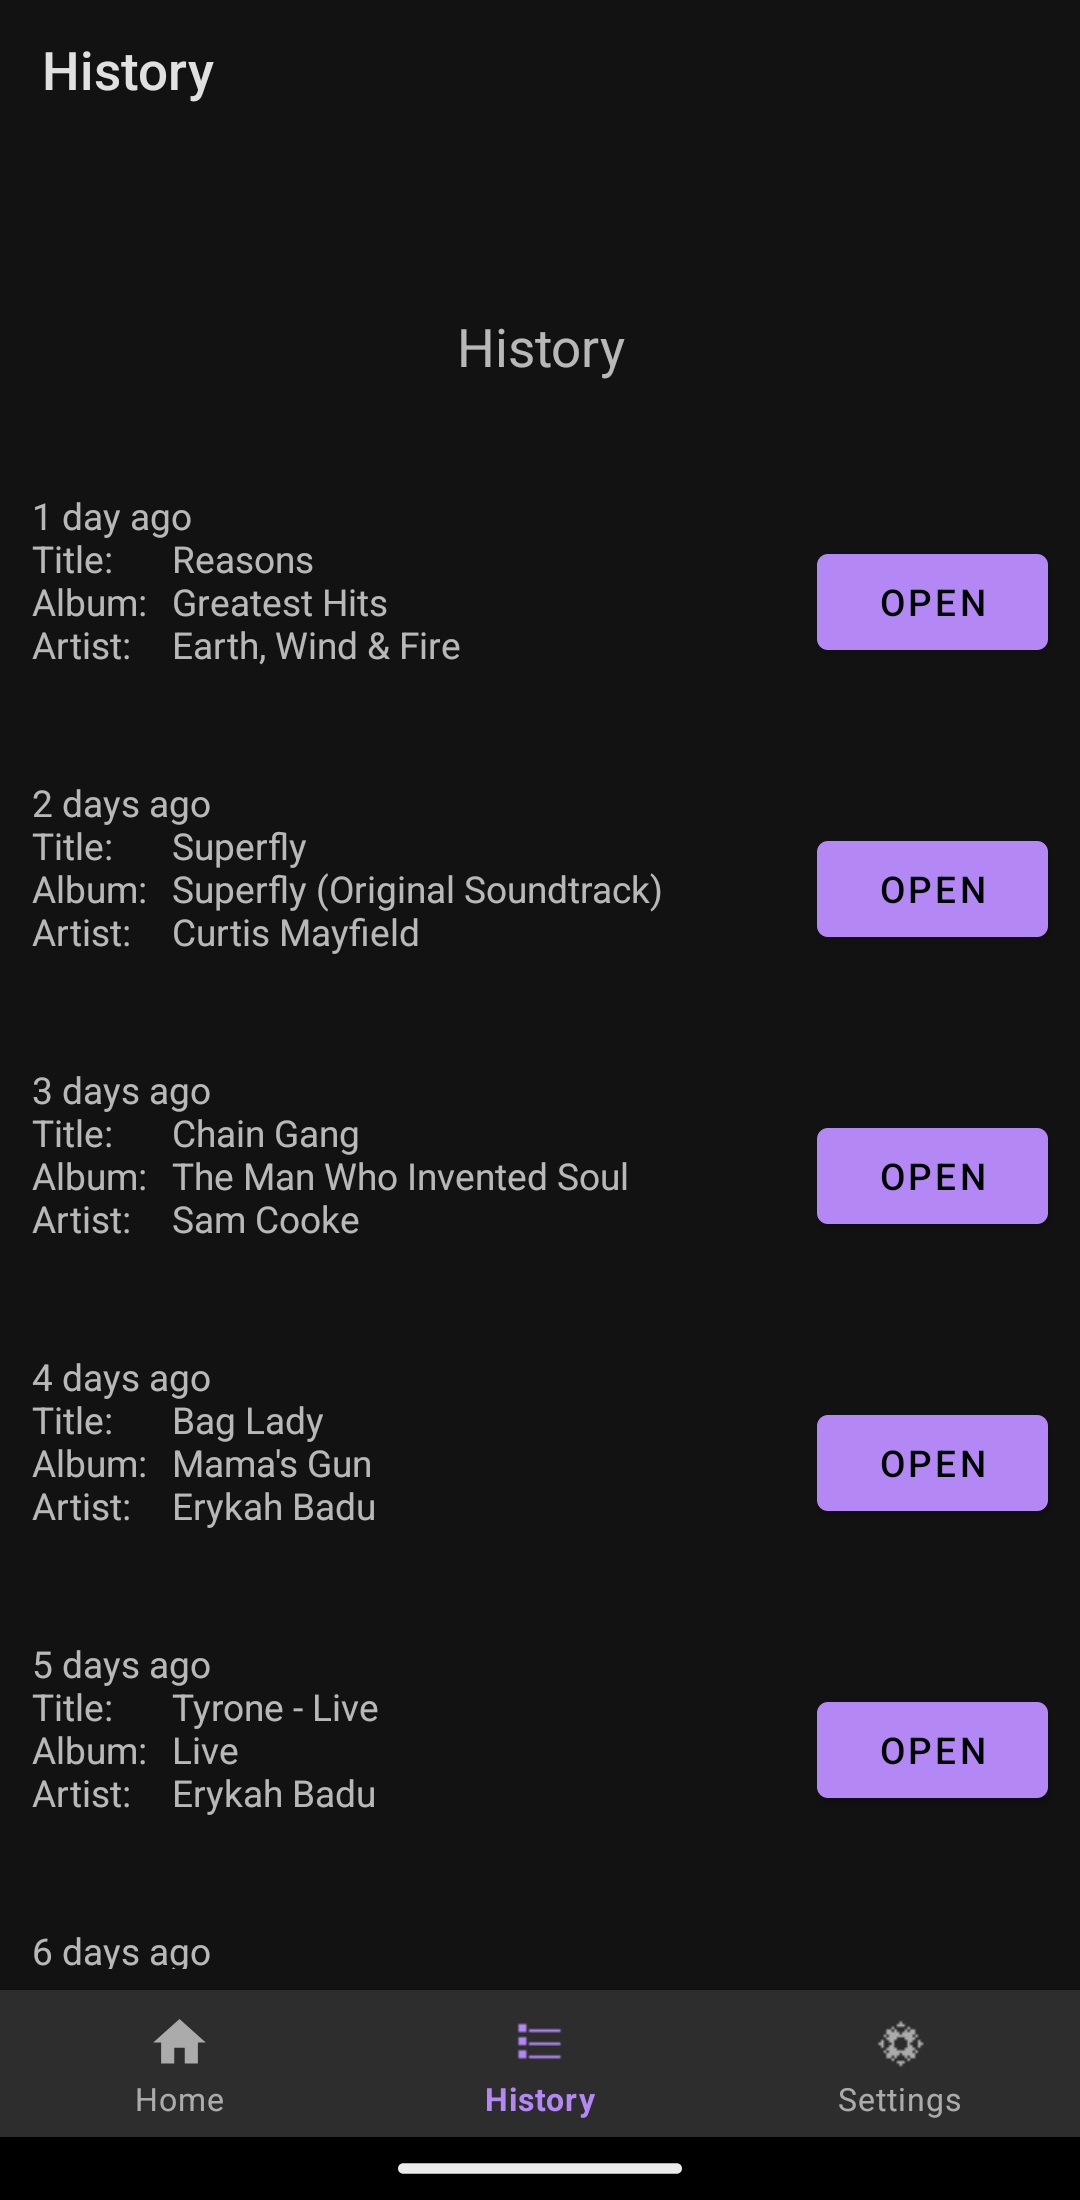 History
History
1 day ago
Title: Reasons
Album: Greatest Hits
Artist: Earth, Wind & Fire
OPEN
2 days ago
Title: Superfly
Album: Superfly (Original Soundtrack)
Artist: Curtis Mayfield
OPEN
3 days ago
Title: Chain Gang
Album: The Man Who Invented Soul
Artist: Sam Cooke
OPEN
4 days ago
Title: Bag Lady
Album: Mama's Gun
Artist: Erykah Badu
OPEN
5 days ago
Title: Tyrone - Live
Album: Live
Artist: Erykah Badu
OPEN
6 days ago
Home
History
Settings